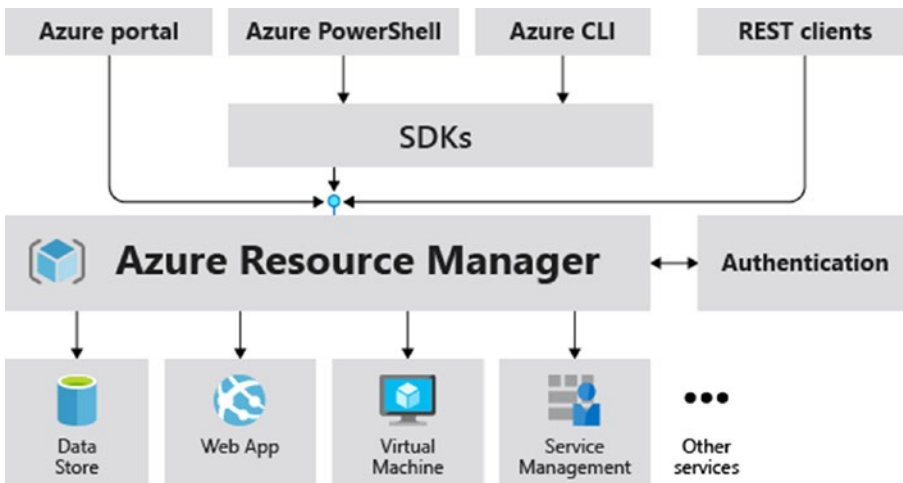 Azure portal
Azure PowerShell
Azure CLI
REST clients
SDKs
Azure Resource Manager
Authentication
Data
Store
Web App
Virtual
Machine
Service
Management
Other
services